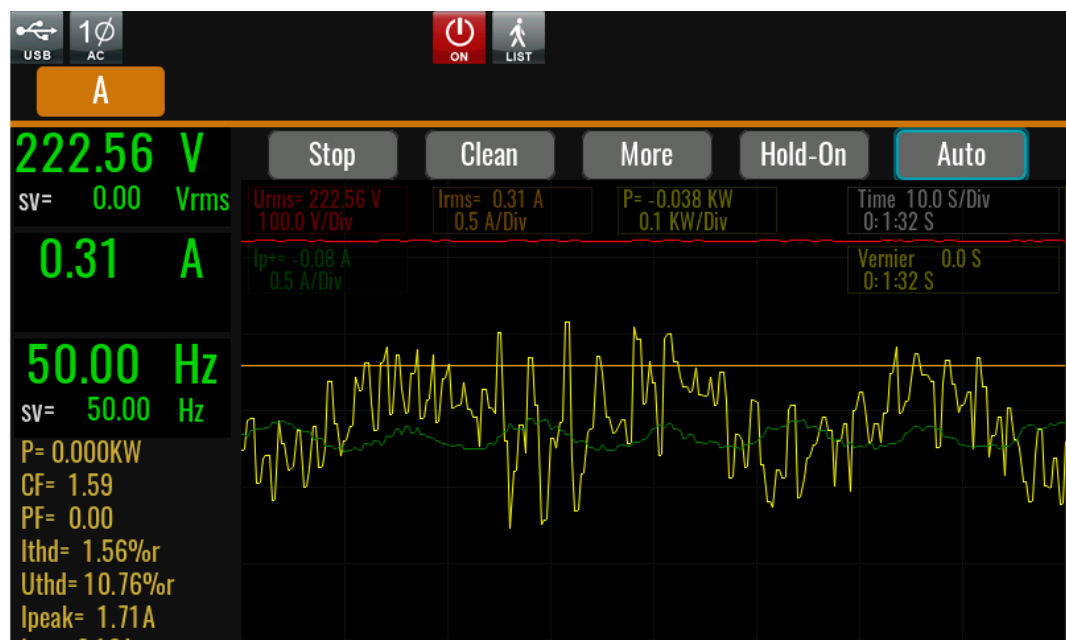 USB
1Ø
AC
ON
LIST
A
222.56 V
sv= 0.00 Vrms
0.31 A
50.00 Hz
sv= 50.00 Hz
P= 0.000KW
CF= 1.59
PF= 0.00
Ithd= 1.56%r
Uthd= 10.76%r
Ipeak= 1.71A
Stop Clean More Hold-On Auto
Urms= 222.56 V
100.0 V/Div
Irms= 0.31 A
0.5 A/Div
P= -0.038 KW
0.1 KW/Div
Time 10.0 S/Div
0: 1:32 S
Ip+= -0.08 A
0.5 A/Div
Vernier 0.0 S
0: 1:32 S